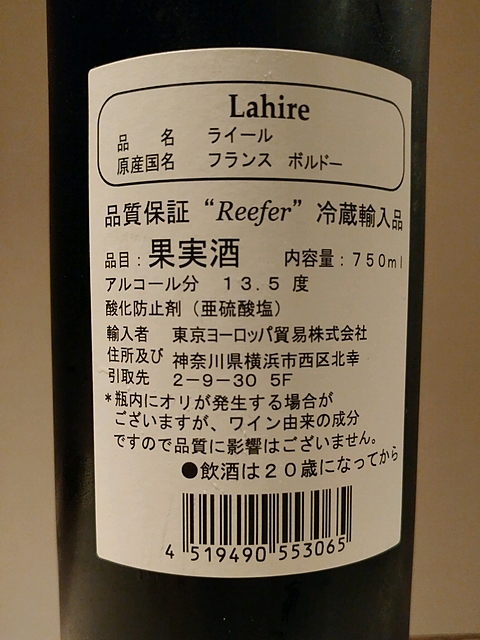 Lahire
品　名　ライール
原産国名　フランス　ボルドー
品質保証 “Reefer” 冷蔵輸入品
品目：果実酒　内容量：750ml
アルコール分　13.5 度
酸化防止剤（亜硫酸塩）
輸入者　東京ヨーロッパ貿易株式会社
住所及び　神奈川県横浜市西区北幸
引取先　2－9－30 5F
*瓶内にオリが発生する場合が
ございますが、ワイン由来の成分
ですので品質に影響はございません。
●飲酒は20歳になってから
4 519490 553065